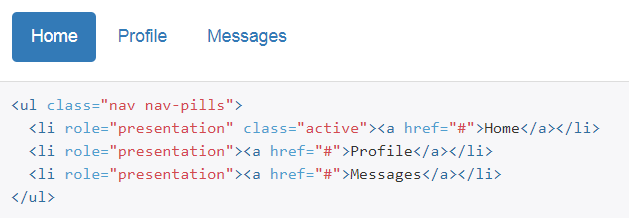 Home Profile Messages
<ul class="nav nav-pills">
  <li role="presentation" class="active"><a href="#">Home</a></li>
  <li role="presentation"><a href="#">Profile</a></li>
  <li role="presentation"><a href="#">Messages</a></li>
</ul>